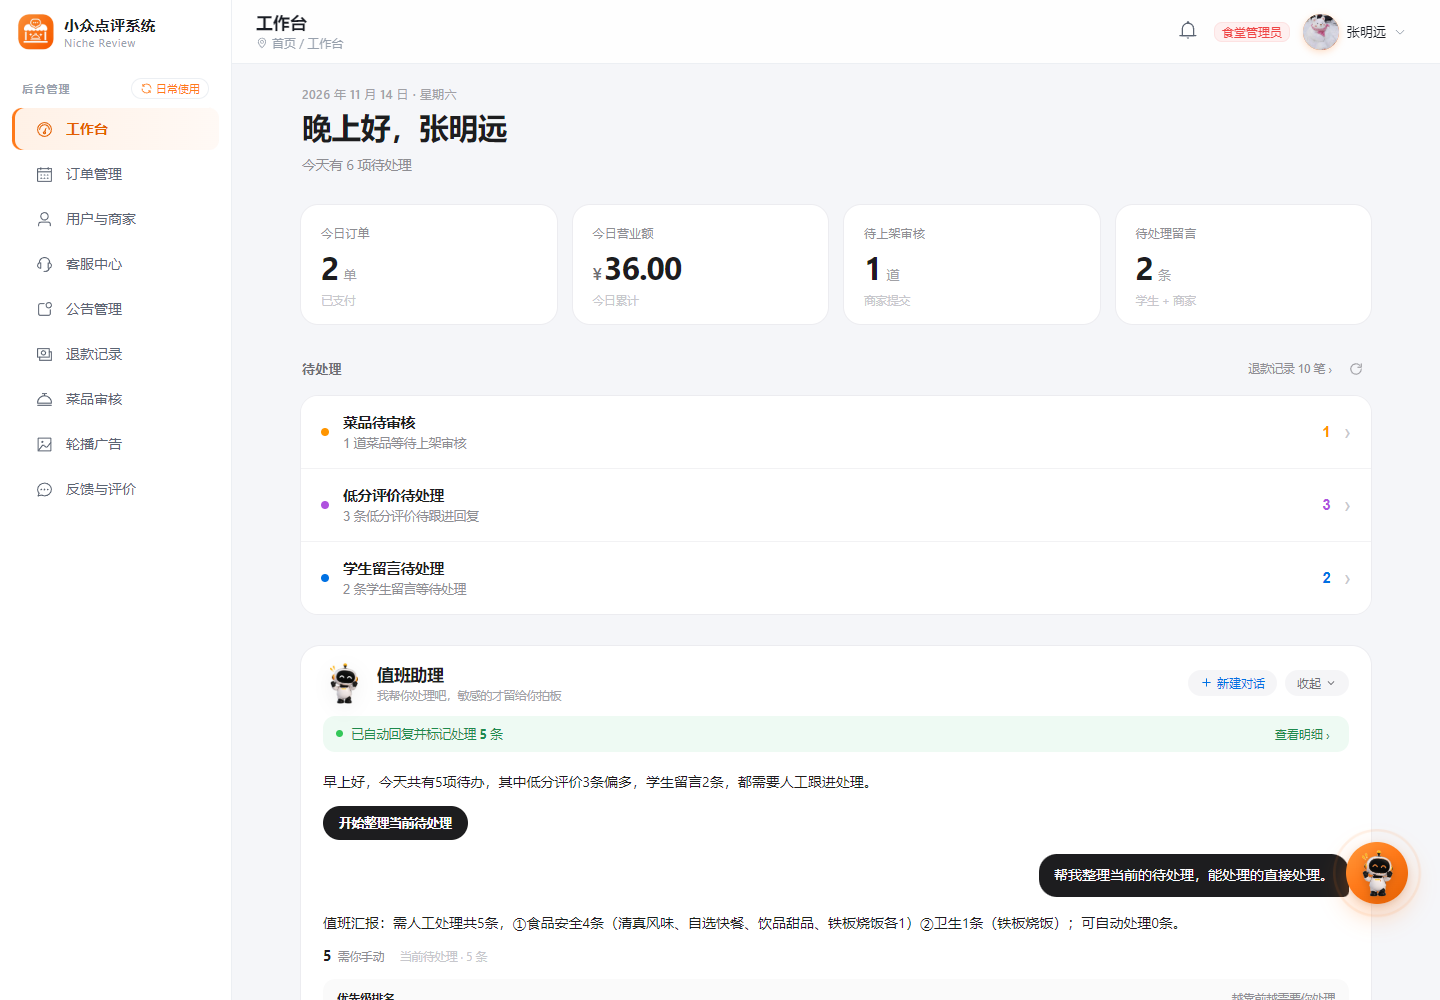 小众点评系统
Niche Review
后台管理
日常使用
工作台
订单管理
用户与商家
客服中心
公告管理
退款记录
菜品审核
轮播广告
反馈与评价
工作台
首页 / 工作台
食堂管理员
张明远
2026 年 11 月 14 日 · 星期六
晚上好，张明远
今天有 6 项待处理
今日订单
2 单
已支付
今日营业额
¥36.00
今日累计
待上架审核
1 道
商家提交
待处理留言
2 条
学生 + 商家
待处理
退款记录 10 笔 ›
菜品待审核
1 道菜品等待上架审核
1 ›
低分评价待处理
3 条低分评价待跟进回复
3 ›
学生留言待处理
2 条学生留言等待处理
2 ›
值班助理
我帮你处理吧，敏感的才留给你拍板
+ 新建对话
收起
已自动回复并标记处理 5 条
查看明细 ›
早上好，今天共有5项待办，其中低分评价3条偏多，学生留言2条，都需要人工跟进处理。
开始整理当前待处理
帮我整理当前的待处理，能处理的直接处理。
值班汇报：需人工处理共5条，①食品安全4条（清真风味、自选快餐、饮品甜品、铁板烧饭各1）②卫生1条（铁板烧饭）；可自动处理0条。
5 需你手动 当前待处理 · 5 条
优先级排名
越靠前越需要你处理